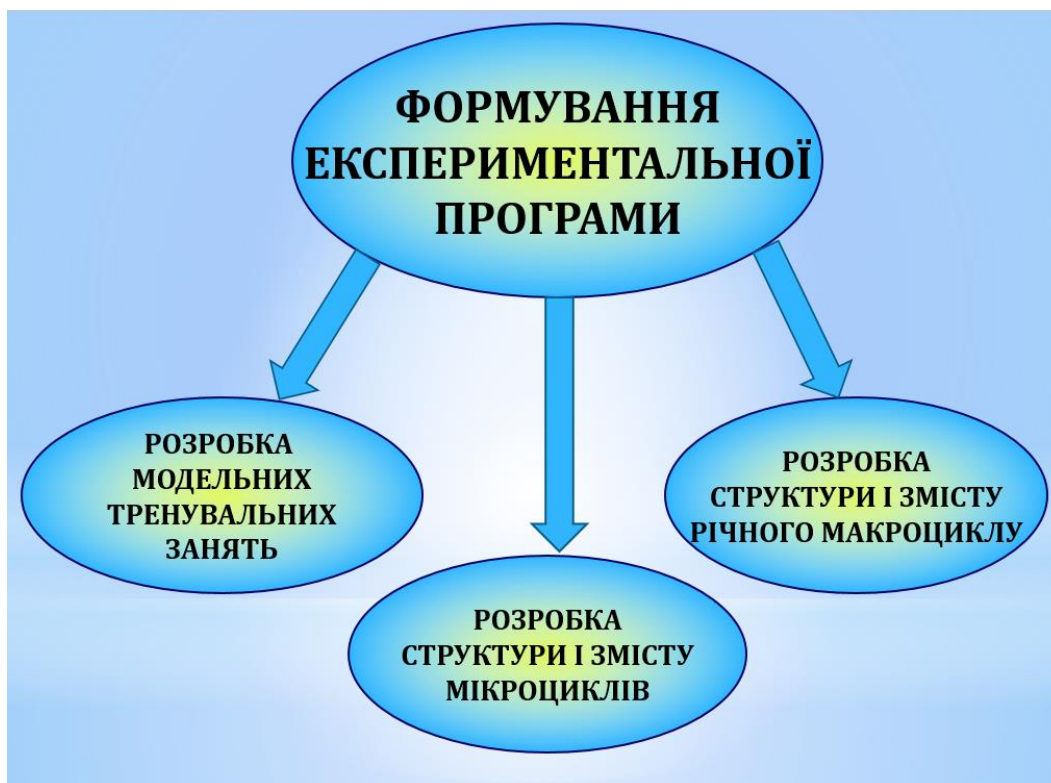 ФОРМУВАННЯ
ЕКСПЕРИМЕНТАЛЬНОЇ
ПРОГРАМИ
РОЗРОБКА
МОДЕЛЬНИХ
ТРЕНУВАЛЬНИХ
ЗАНЯТЬ
РОЗРОБКА
СТРУКТУРИ І ЗМІСТУ
МІКРОЦИКЛІВ
РОЗРОБКА
СТРУКТУРИ І ЗМІСТУ
РІЧНОГО МАКРОЦИКЛУ